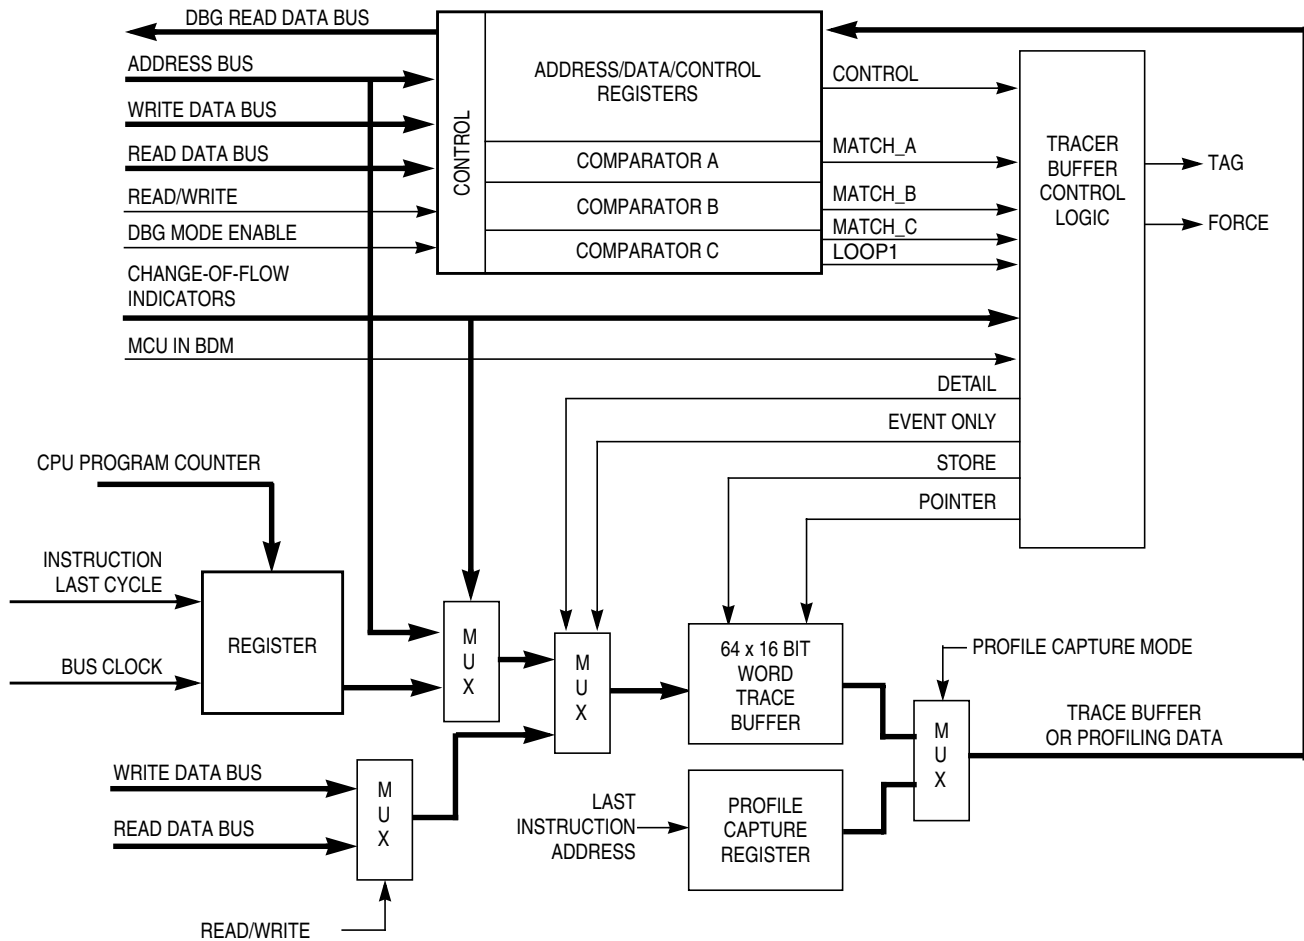 DBG READ DATA BUS
ADDRESS BUS
WRITE DATA BUS
READ DATA BUS
READ/WRITE
DBG MODE ENABLE
CHANGE-OF-FLOW
INDICATORS
MCU IN BDM
CONTROL
ADDRESS/DATA/CONTROL
REGISTERS
COMPARATOR A
COMPARATOR B
COMPARATOR C
CONTROL
MATCH_A
MATCH_B
MATCH_C
LOOP1
TRACER
BUFFER
CONTROL
LOGIC
TAG
FORCE
DETAIL
EVENT ONLY
STORE
POINTER
CPU PROGRAM COUNTER
INSTRUCTION
LAST CYCLE
BUS CLOCK
REGISTER
M
U
X
M
U
X
64 x 16 BIT
WORD
TRACE
BUFFER
PROFILE CAPTURE MODE
M
U
X
TRACE BUFFER
OR PROFILING DATA
WRITE DATA BUS
READ DATA BUS
M
U
X
READ/WRITE
LAST
INSTRUCTION
ADDRESS
PROFILE
CAPTURE
REGISTER